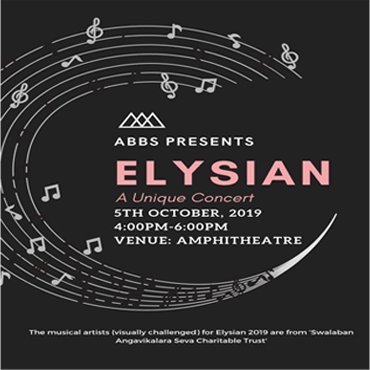 ABBS PRESENTS
ELYSIAN
A Unique Concert
5TH OCTOBER, 2019
4:00PM-6:00PM
VENUE: AMPHITHEATRE
The musical artists (visually challenged) for Elysian 2019 are from 'Swalaban
Angavikalara Seva Charitable Trust'